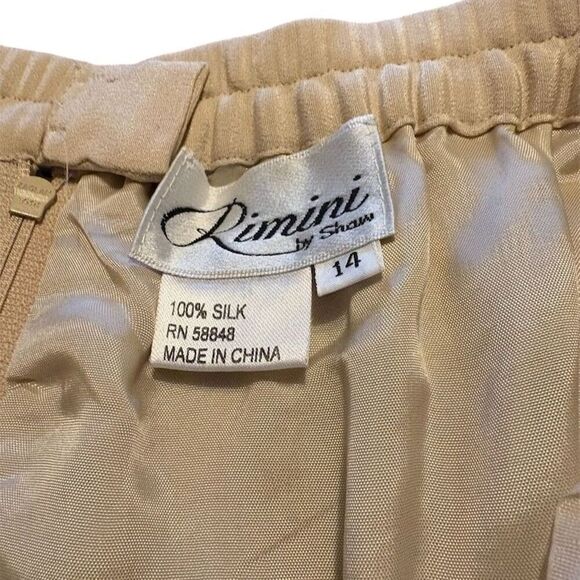 Rimini
by Shaw
14
100% SILK
RN 58848
MADE IN CHINA